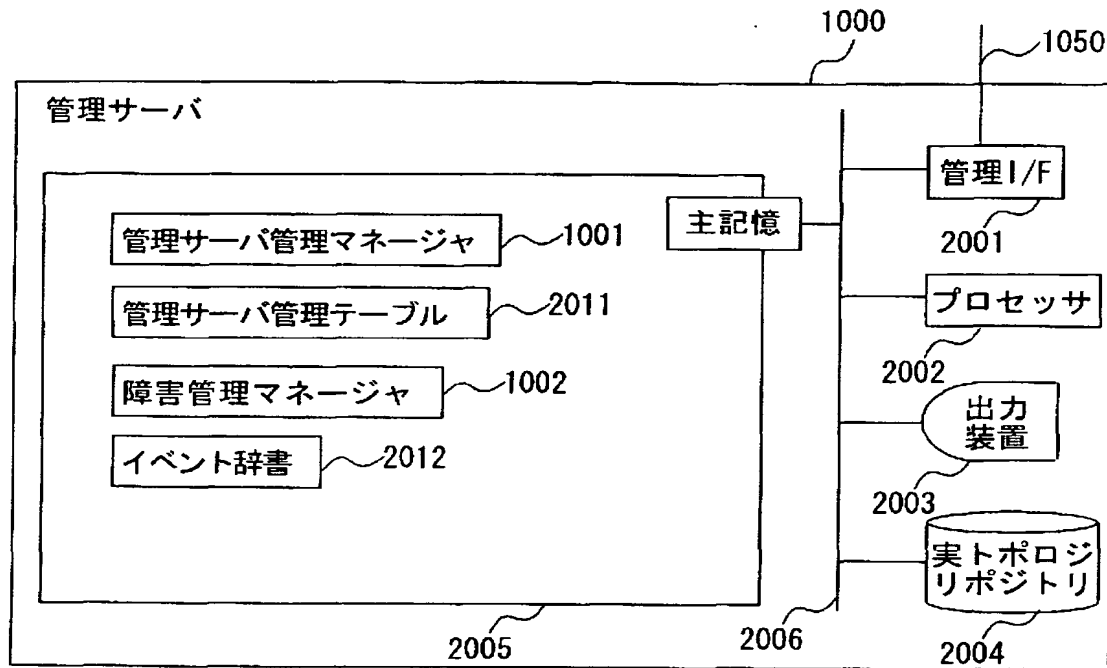 1000
1050
管理サーバ
管理I/F
2001
主記憶
管理サーバ管理マネージャ
1001
管理サーバ管理テーブル
2011
プロセッサ
2002
障害管理マネージャ
1002
出力
装置
2003
イベント辞書
2012
実トポロジ
リポジトリ
2004
2005
2006